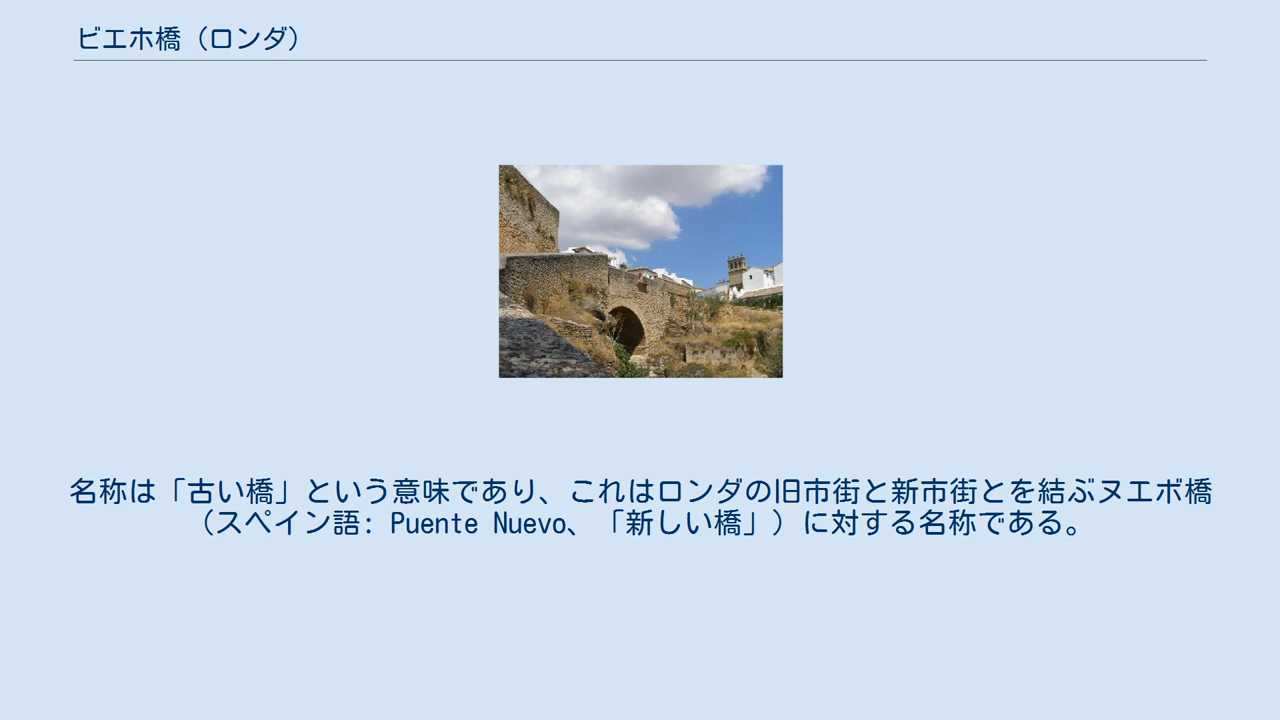 ビエホ橋（ロンダ）
名称は「古い橋」という意味であり、これはロンダの旧市街と新市街とを結ぶヌエボ橋
（スペイン語: Puente Nuevo、「新しい橋」）に対する名称である。